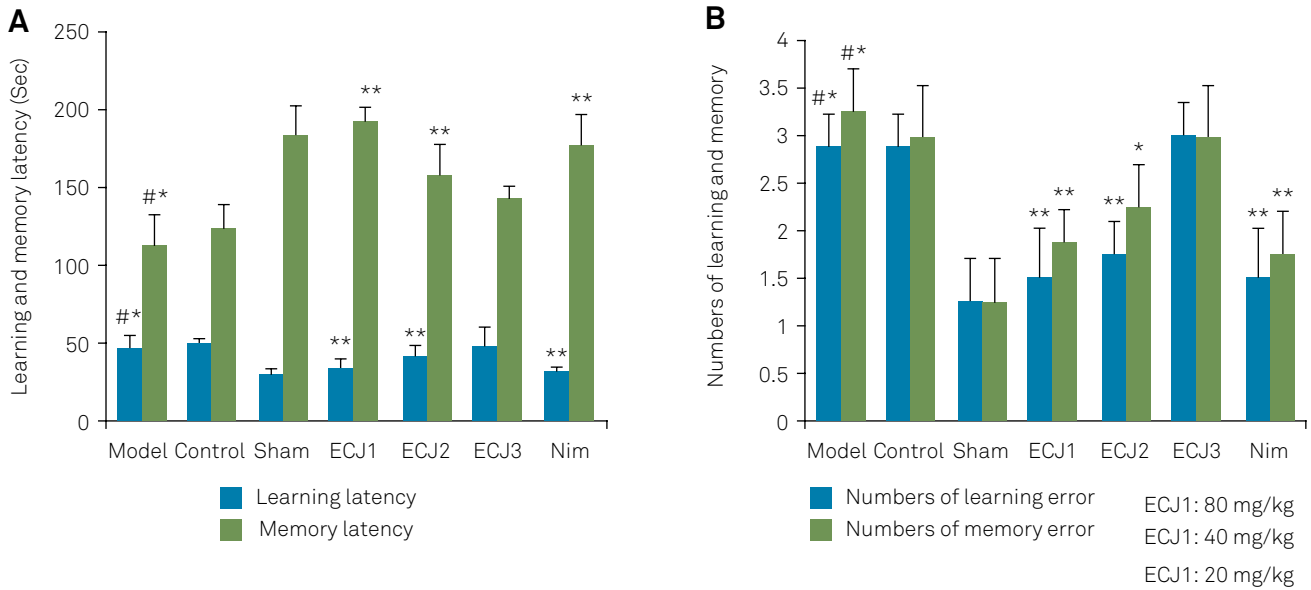 A
Learning and memory latency (Sec)
250
200
150
100
50
0
#*
#*
**
**
**
**
**
**
Model Control Sham ECJ1 ECJ2 ECJ3 Nim
Learning latency
Memory latency
B
Numbers of learning and memory
4
3.5
3
2.5
2
1.5
1
0.5
0
#*
#*
**
**
**
*
**
**
Model Control Sham ECJ1 ECJ2 ECJ3 Nim
Numbers of learning error
Numbers of memory error
ECJ1: 80 mg/kg
ECJ1: 40 mg/kg
ECJ1: 20 mg/kg